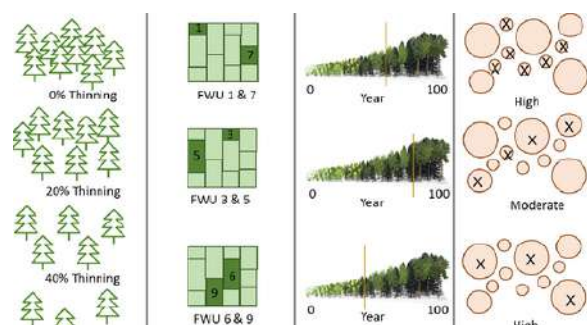 0% Thinning
20% Thinning
40% Thinning
1
7
FWU 1 & 7
3
5
FWU 3 & 5
6
9
FWU 6 & 9
0 Year 100
0 Year 100
0 Year 100
X X X X X X
High
X X X X
Moderate
X X X
High